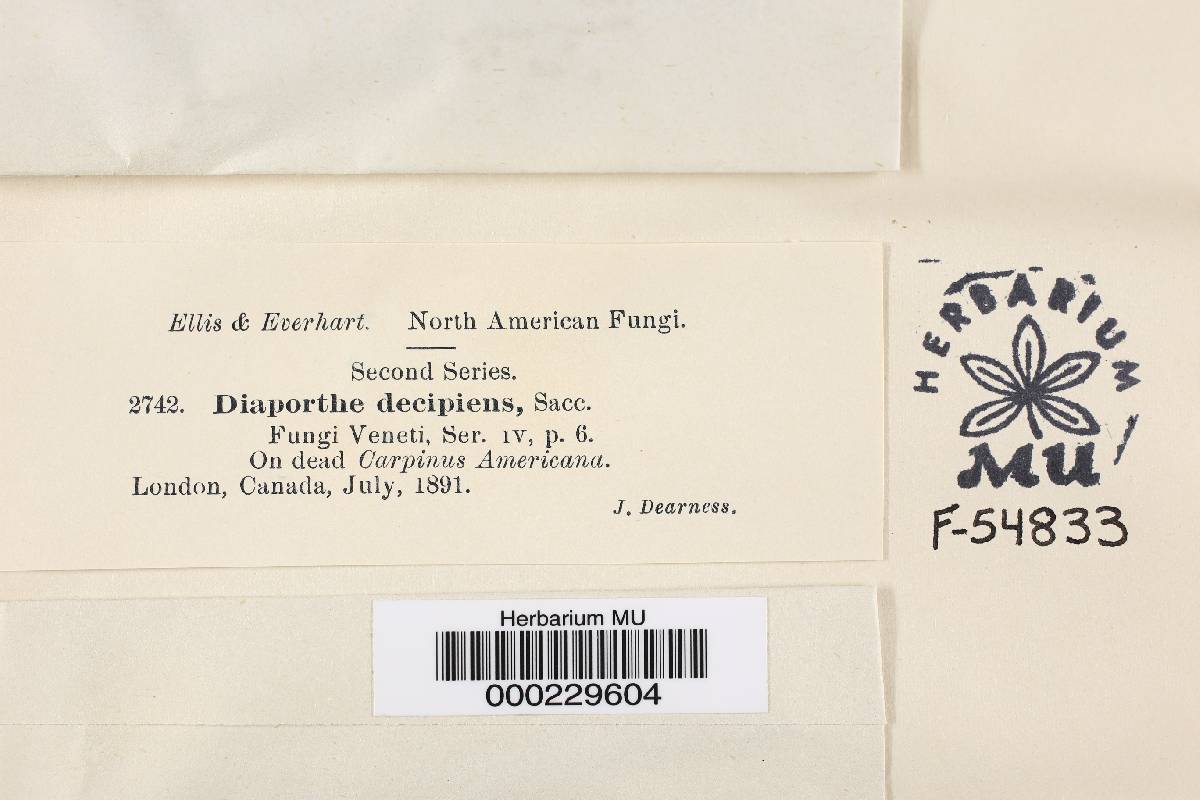 Ellis & Everhart. North American Fungi.
Second Series.
2742. Diaporthe decipiens, Sacc.
Fungi Veneti, Ser. IV, p. 6.
On dead Carpinus Americana.
London, Canada, July, 1891.
J. Dearness.
HERBARIUM
MU
F-54833
Herbarium MU
000229604